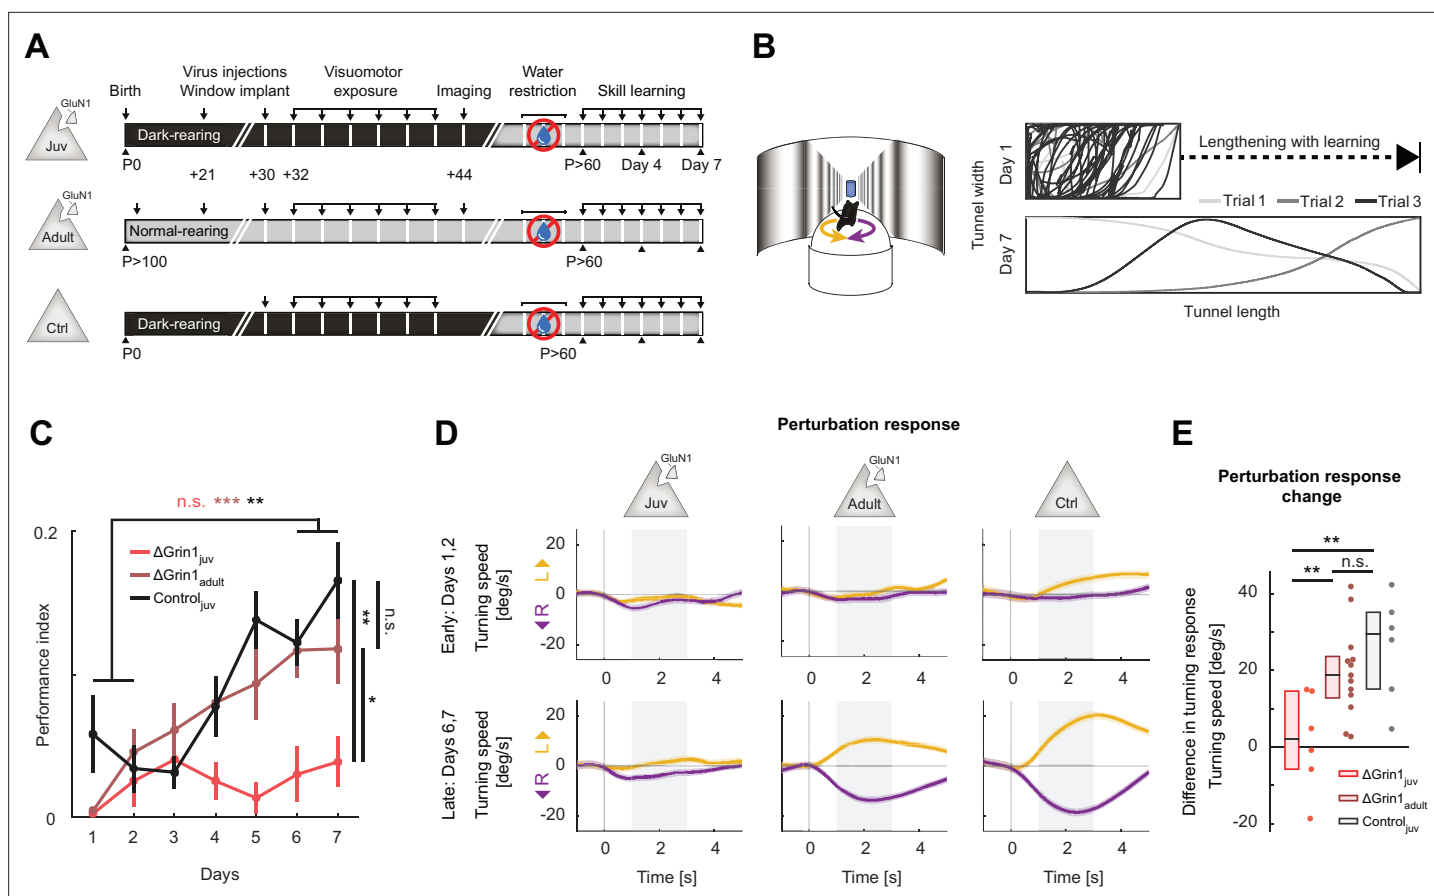 A
Virus injections
Visuomotor
Water
Birth
Window implant
exposure
Imaging
restriction
Skill learning
GluN1
Juv
Dark-rearing
P0
+21
+30
+32
+44
P>60
Day 4
Day 7
GluN1
Adult
Normal-rearing
P>100
P>60
Ctrl
Dark-rearing
P0
P>60
B
Tunnel width
Day 1
Lengthening with learning
Trial 1
Trial 2
Trial 3
Day 7
Tunnel length
C
n.s. *** **
0.2
ΔGrin1juv
ΔGrin1adult
Controljuv
**
n.s.
*
Performance index
0
1 2 3 4 5 6 7
Days
D
Perturbation response
GluN1
Juv
GluN1
Adult
Ctrl
Early: Days 1,2
Turning speed
[deg/s]
L
R
20
0
-20
0 2 4
0 2 4
0 2 4
Late: Days 6,7
Turning speed
[deg/s]
L
R
20
0
-20
0 2 4
0 2 4
0 2 4
Time [s]
Time [s]
Time [s]
E
Perturbation response
change
**
** n.s.
Difference in turning response
Turning speed [deg/s]
40
20
0
-20
ΔGrin1juv
ΔGrin1adult
Controljuv